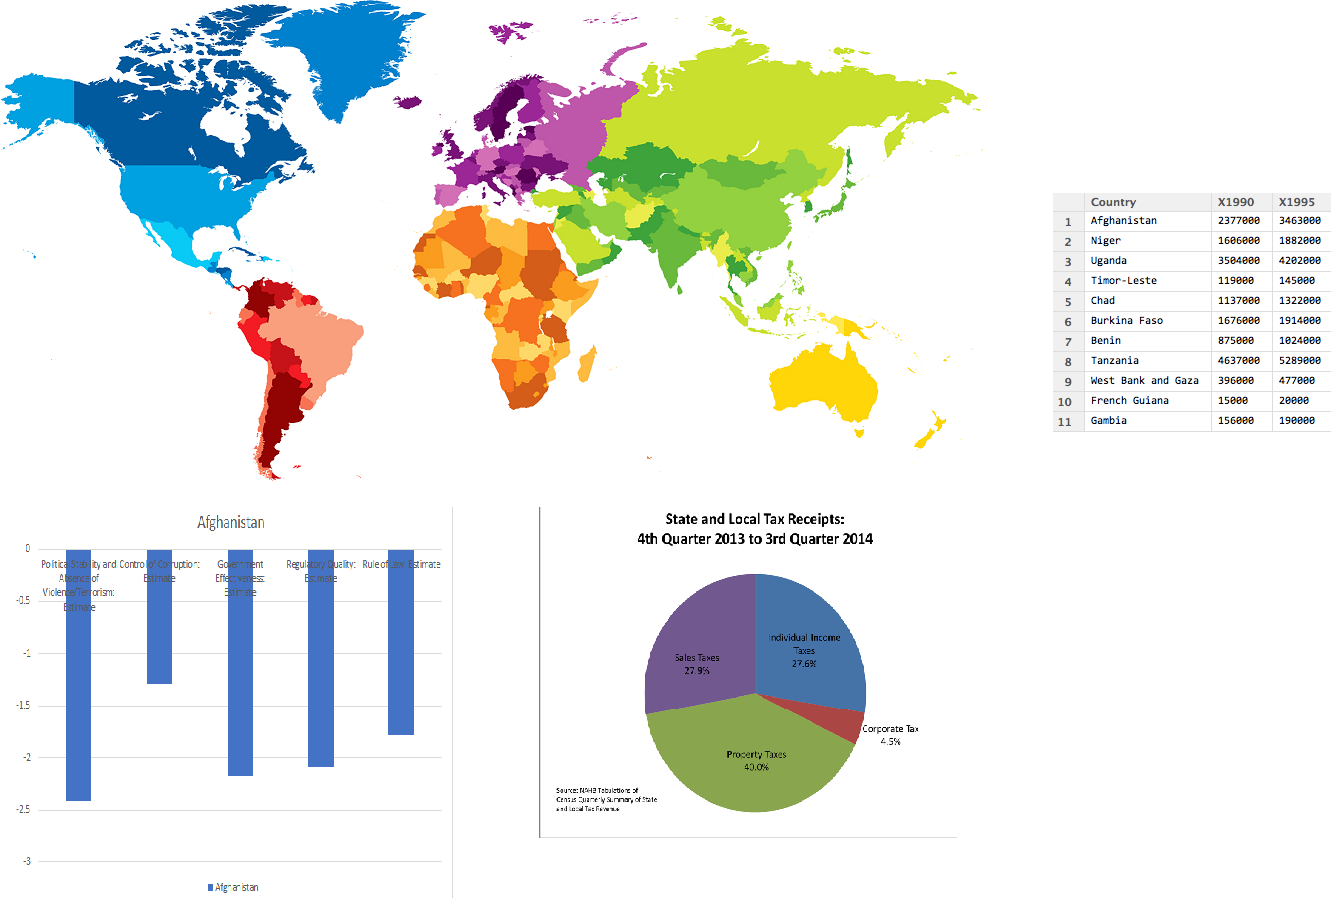 Country X1990 X1995
1 Afghanistan 2377000 3463000
2 Niger 1606000 1882000
3 Uganda 3504000 4202000
4 Timor-Leste 119000 145000
5 Chad 1137000 1322000
6 Burkina Faso 1676000 1914000
7 Benin 875000 1024000
8 Tanzania 4637000 5289000
9 West Bank and Gaza 396000 477000
10 French Guiana 15000 20000
11 Gambia 156000 190000
Afghanistan
0
-0.5
-1
-1.5
-2
-2.5
-3
Political Stability and
Absence of
Violence/Terrorism:
Estimate
Control of Corruption:
Estimate
Government
Effectiveness:
Estimate
Regulatory Quality:
Estimate
Rule of Law: Estimate
Afghanistan
State and Local Tax Receipts:
4th Quarter 2013 to 3rd Quarter 2014
Individual Income
Taxes
27.6%
Sales Taxes
27.9%
Corporate Tax
4.5%
Property Taxes
40.0%
Source: NAHB Tabulations of
Census Quarterly Summary of State
and Local Tax Revenue